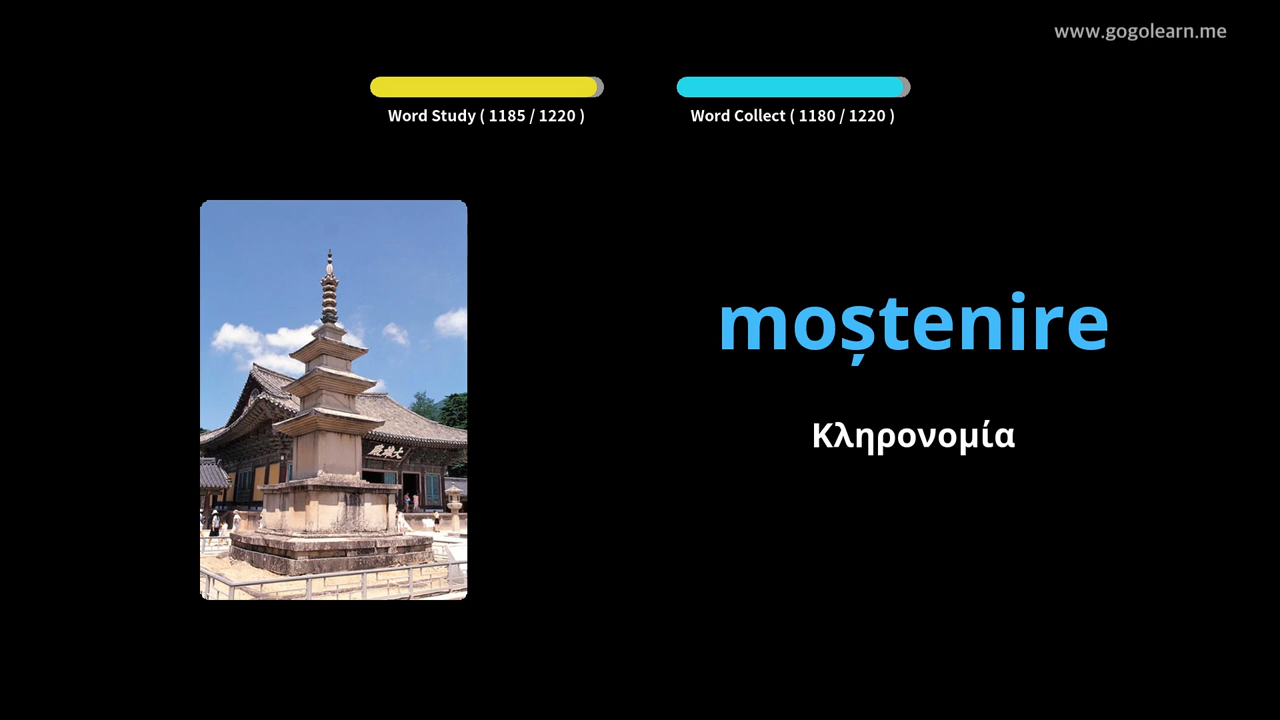 www.gogolearn.me
Word Study ( 1185 / 1220 )
Word Collect ( 1180 / 1220 )
moștenire
Κληρονομία